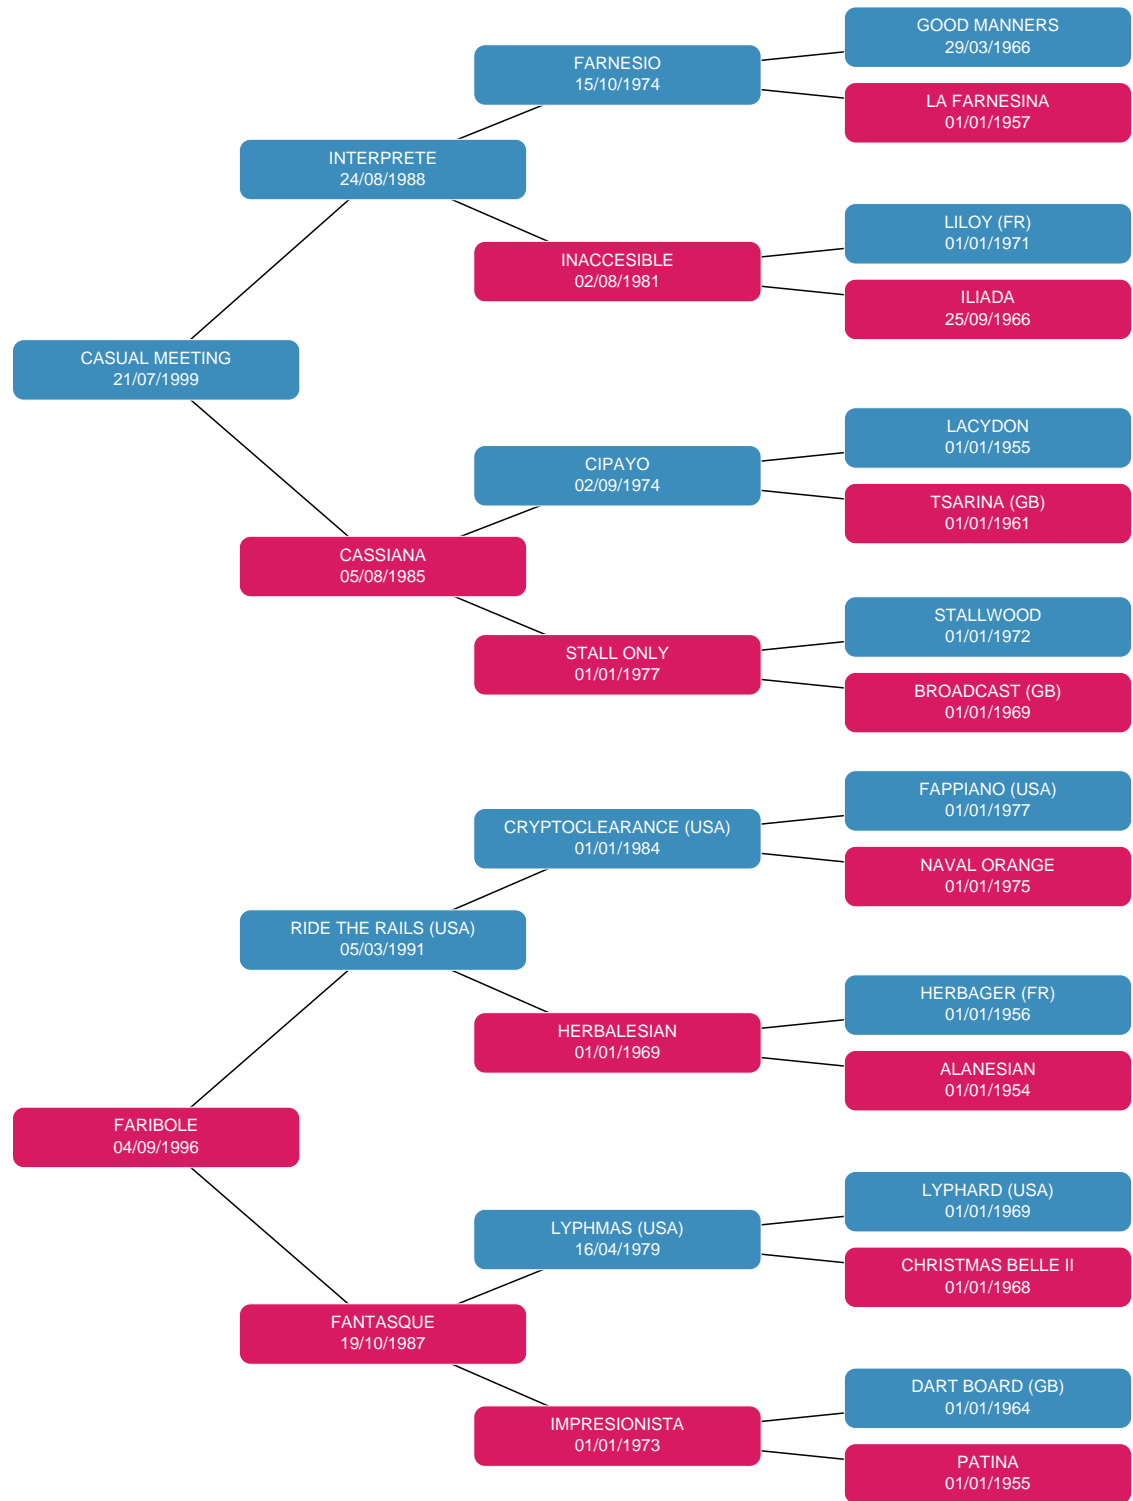 GOOD MANNERS
29/03/1966
FARNESIO
15/10/1974
LA FARNESINA
01/01/1957
INTERPRETE
24/08/1988
LILOY (FR)
01/01/1971
INACCESIBLE
02/08/1981
ILIADA
25/09/1966
CASUAL MEETING
21/07/1999
LACYDON
01/01/1955
CIPAYO
02/09/1974
TSARINA (GB)
01/01/1961
CASSIANA
05/08/1985
STALLWOOD
01/01/1972
STALL ONLY
01/01/1977
BROADCAST (GB)
01/01/1969
FAPPIANO (USA)
01/01/1977
CRYPTOCLEARANCE (USA)
01/01/1984
NAVAL ORANGE
01/01/1975
RIDE THE RAILS (USA)
05/03/1991
HERBAGER (FR)
01/01/1956
HERBALESIAN
01/01/1969
ALANESIAN
01/01/1954
FARIBOLE
04/09/1996
LYPHARD (USA)
01/01/1969
LYPHMAS (USA)
16/04/1979
CHRISTMAS BELLE II
01/01/1968
FANTASQUE
19/10/1987
DART BOARD (GB)
01/01/1964
IMPRESIONISTA
01/01/1973
PATINA
01/01/1955